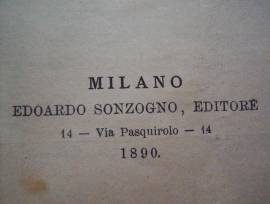 MILANO
EDOARDO SONZOGNO, EDITORE
14 — Via Pasquirolo — 14
1890.